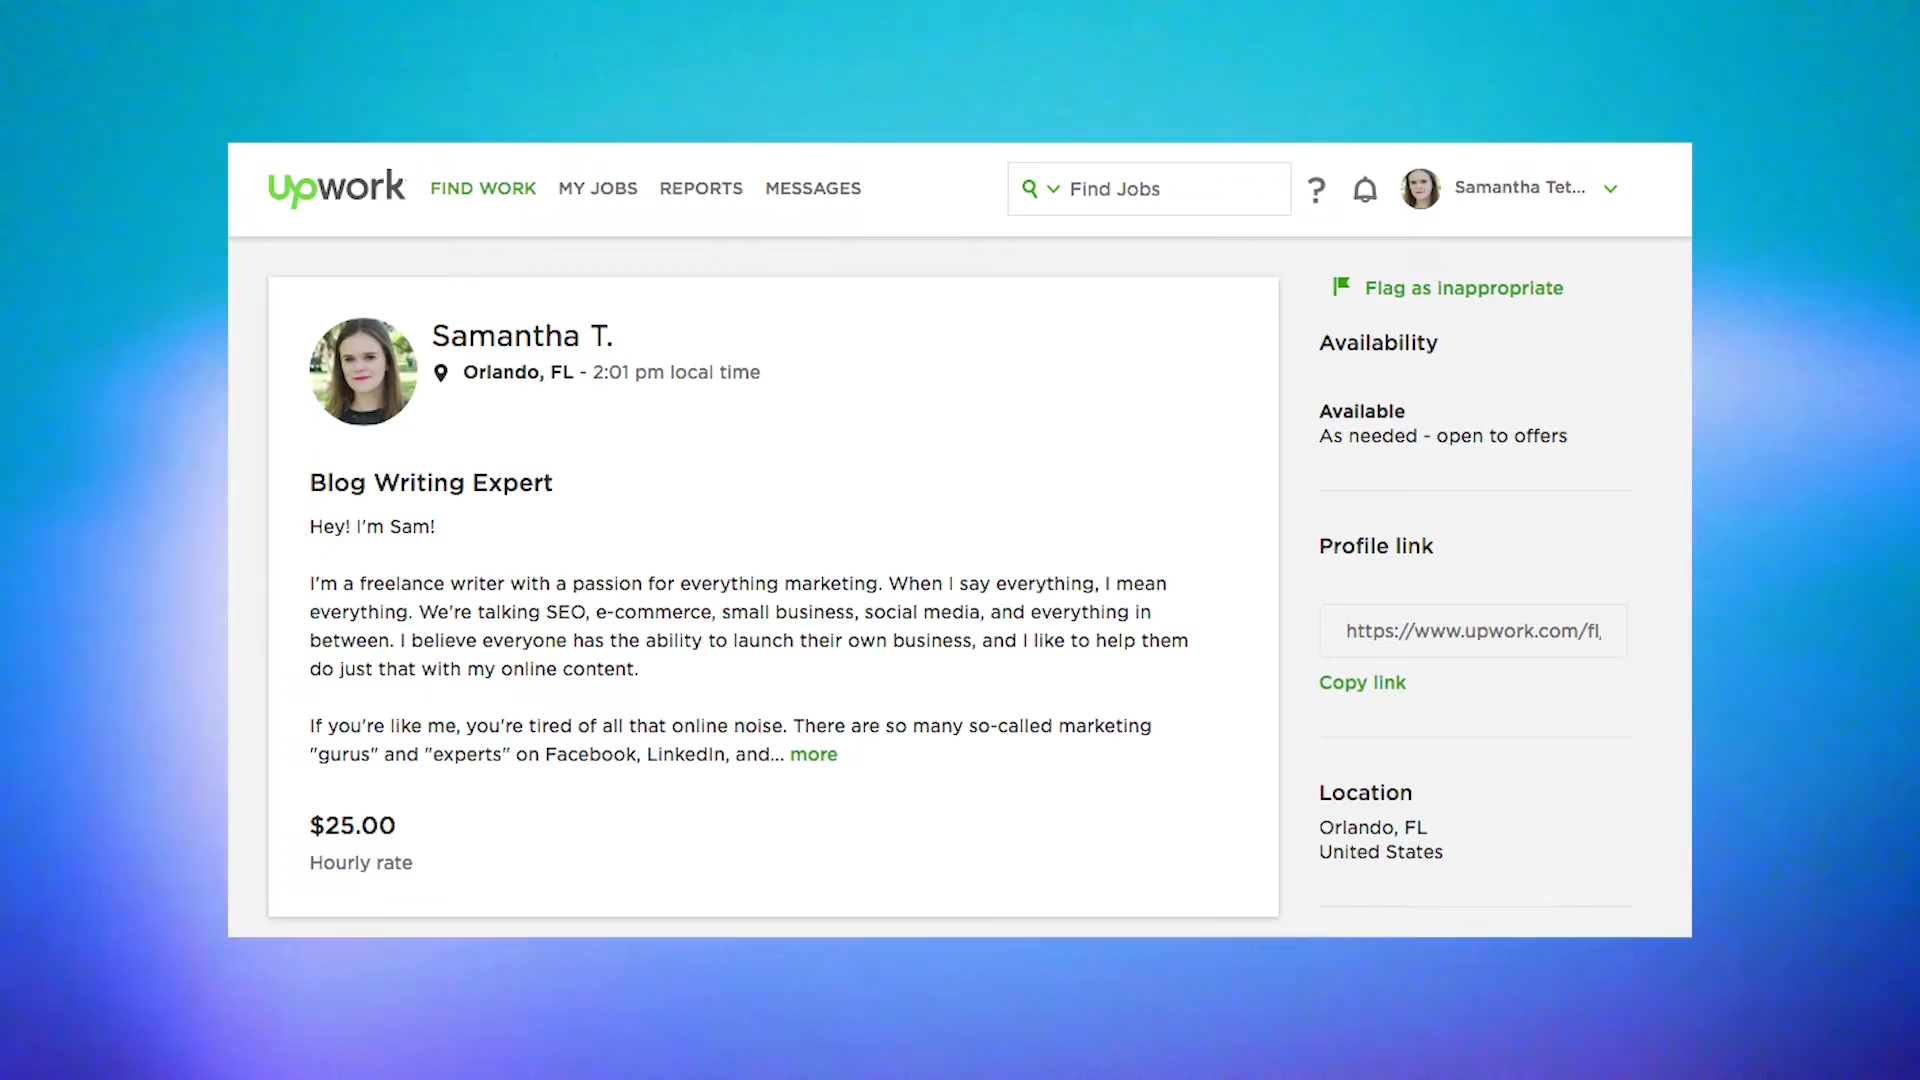 upwork FIND WORK MY JOBS REPORTS MESSAGES Find Jobs ? Samantha Tet...
Flag as inappropriate
Samantha T.
Orlando, FL - 2:01 pm local time
Blog Writing Expert
Hey! I'm Sam!
I'm a freelance writer with a passion for everything marketing. When I say everything, I mean
everything. We're talking SEO, e-commerce, small business, social media, and everything in
between. I believe everyone has the ability to launch their own business, and I like to help them
do just that with my online content.
If you're like me, you're tired of all that online noise. There are so many so-called marketing
"gurus" and "experts" on Facebook, LinkedIn, and... more
$25.00
Hourly rate
Availability
Available
As needed - open to offers
Profile link
https://www.upwork.com/fl
Copy link
Location
Orlando, FL
United States